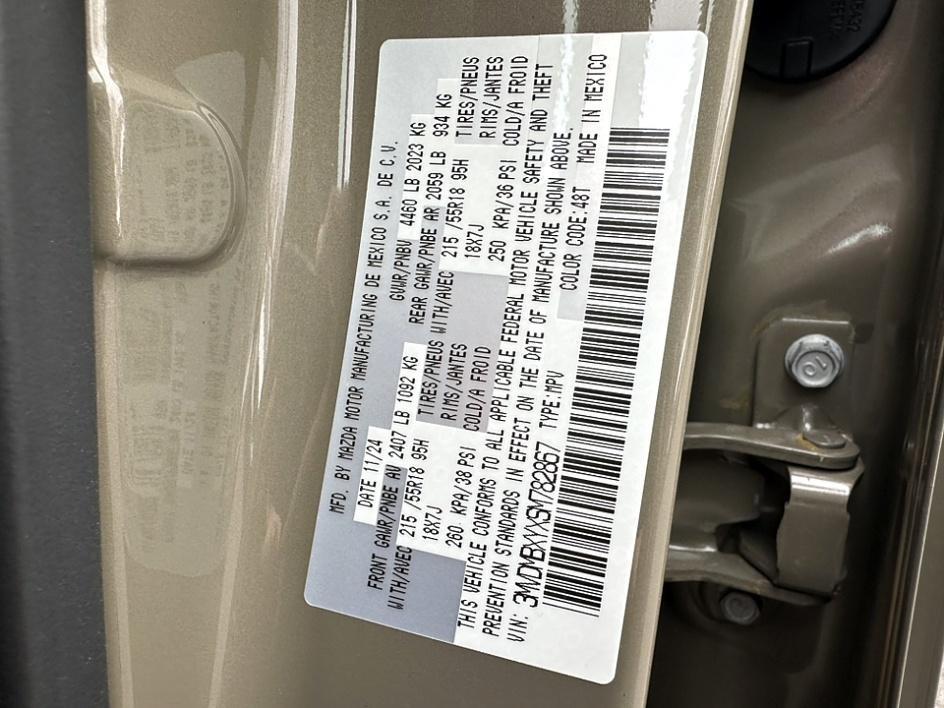 MFD. BY MAZDA MOTOR MANUFACTURING DE MEXICO S.A. DE C.V.
DATE 11/24 GVWR/PNBV 4460 LB 2023 KG
FRONT GAWR/PNBE AV 2407 LB 1092 KG REAR GAWR/PNBE AR 2059 LB 934 KG
WITH/AVEC 215 /55R18 95H TIRES/PNEUS WITH/AVEC 215 /55R18 95H TIRES/PNEUS
18X7J RIMS/JANTES 18X7J RIMS/JANTES
260 KPA/38 PSI COLD/A FROID 250 KPA/36 PSI COLD/A FROID
THIS VEHICLE CONFORMS TO ALL APPLICABLE FEDERAL MOTOR VEHICLE SAFETY AND THEFT
PREVENTION STANDARDS IN EFFECT ON THE DATE OF MANUFACTURE SHOWN ABOVE.
VIN: 3MVDMBXYXSM782867 TYPE:MPV COLOR CODE:48T MADE IN MEXICO